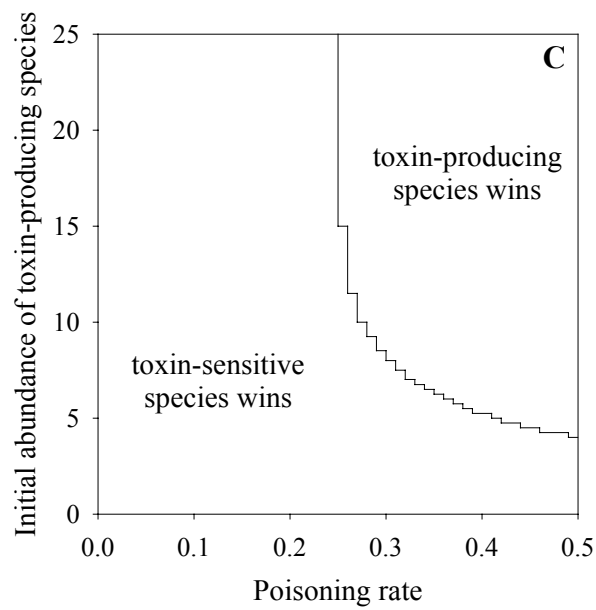 Initial abundance of toxin-producing species
25
20
15
10
5
0
C
toxin-producing
species wins
toxin-sensitive
species wins
0.0 0.1 0.2 0.3 0.4 0.5
Poisoning rate